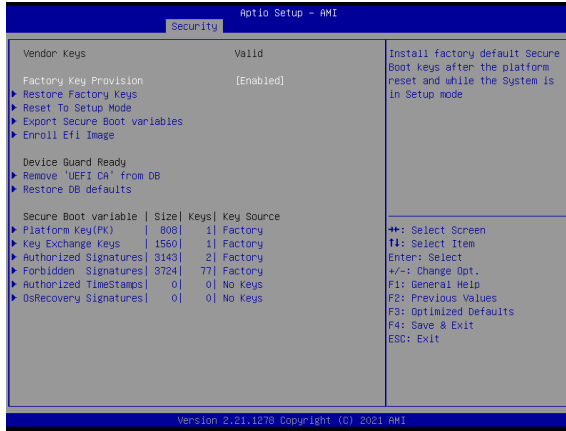 Aptio Setup – AMI
Security
Vendor Keys Valid
Factory Key Provision [Enabled]
Restore Factory Keys
Reset To Setup Mode
Export Secure Boot variables
Enroll Efi Image
Device Guard Ready
Remove 'UEFI CA' from DB
Restore DB defaults
Secure Boot variable | Size| Keys| Key Source
Platform Key(PK) | 808| 1| Factory
Key Exchange Keys | 1560| 1| Factory
Authorized Signatures| 3143| 2| Factory
Forbidden Signatures| 3724| 77| Factory
Authorized TimeStamps| 0| 0| No Keys
OsRecovery Signatures| 0| 0| No Keys
Install factory default Secure
Boot keys after the platform
reset and while the System is
in Setup mode
→←: Select Screen
↑↓: Select Item
Enter: Select
+/-: Change Opt.
F1: General Help
F2: Previous Values
F3: Optimized Defaults
F4: Save & Exit
ESC: Exit
Version 2.21.1278 Copyright (C) 2021 AMI